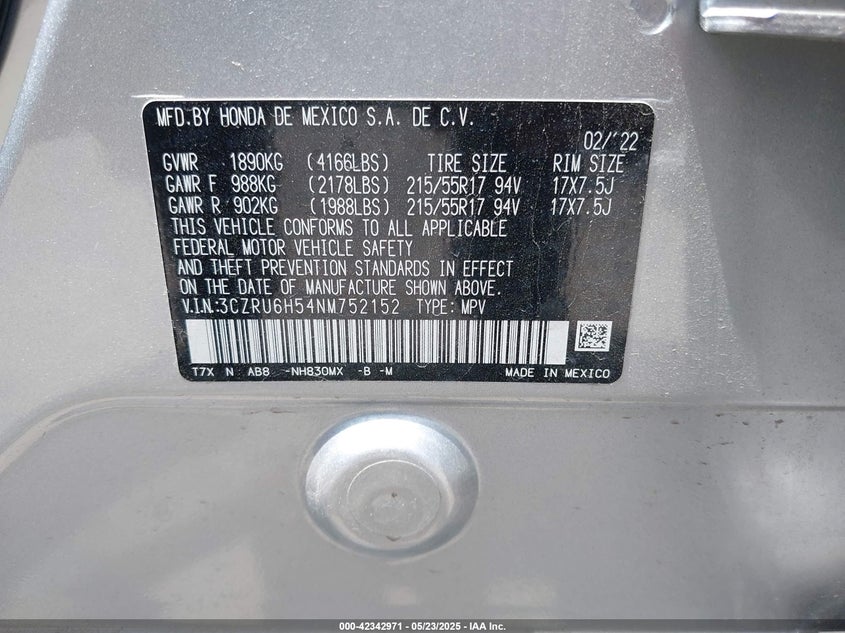 MFD.BY HONDA DE MEXICO S.A. DE C.V.
02/'22
GVWR 1890KG (4166LBS) TIRE SIZE RIM SIZE
GAWR F 988KG (2178LBS) 215/55R17 94V 17X7.5J
GAWR R 902KG (1988LBS) 215/55R17 94V 17X7.5J
THIS VEHICLE CONFORMS TO ALL APPLICABLE
FEDERAL MOTOR VEHICLE SAFETY
AND THEFT PREVENTION STANDARDS IN EFFECT
ON THE DATE OF MANUFACTURE SHOWN ABOVE.
V.I.N:3CZRU6H54NM752152 TYPE: MPV
T7X N AB8 -NH830MX -B -M MADE IN MEXICO
000-42342971 - 05/23/2025 - IAA Inc.